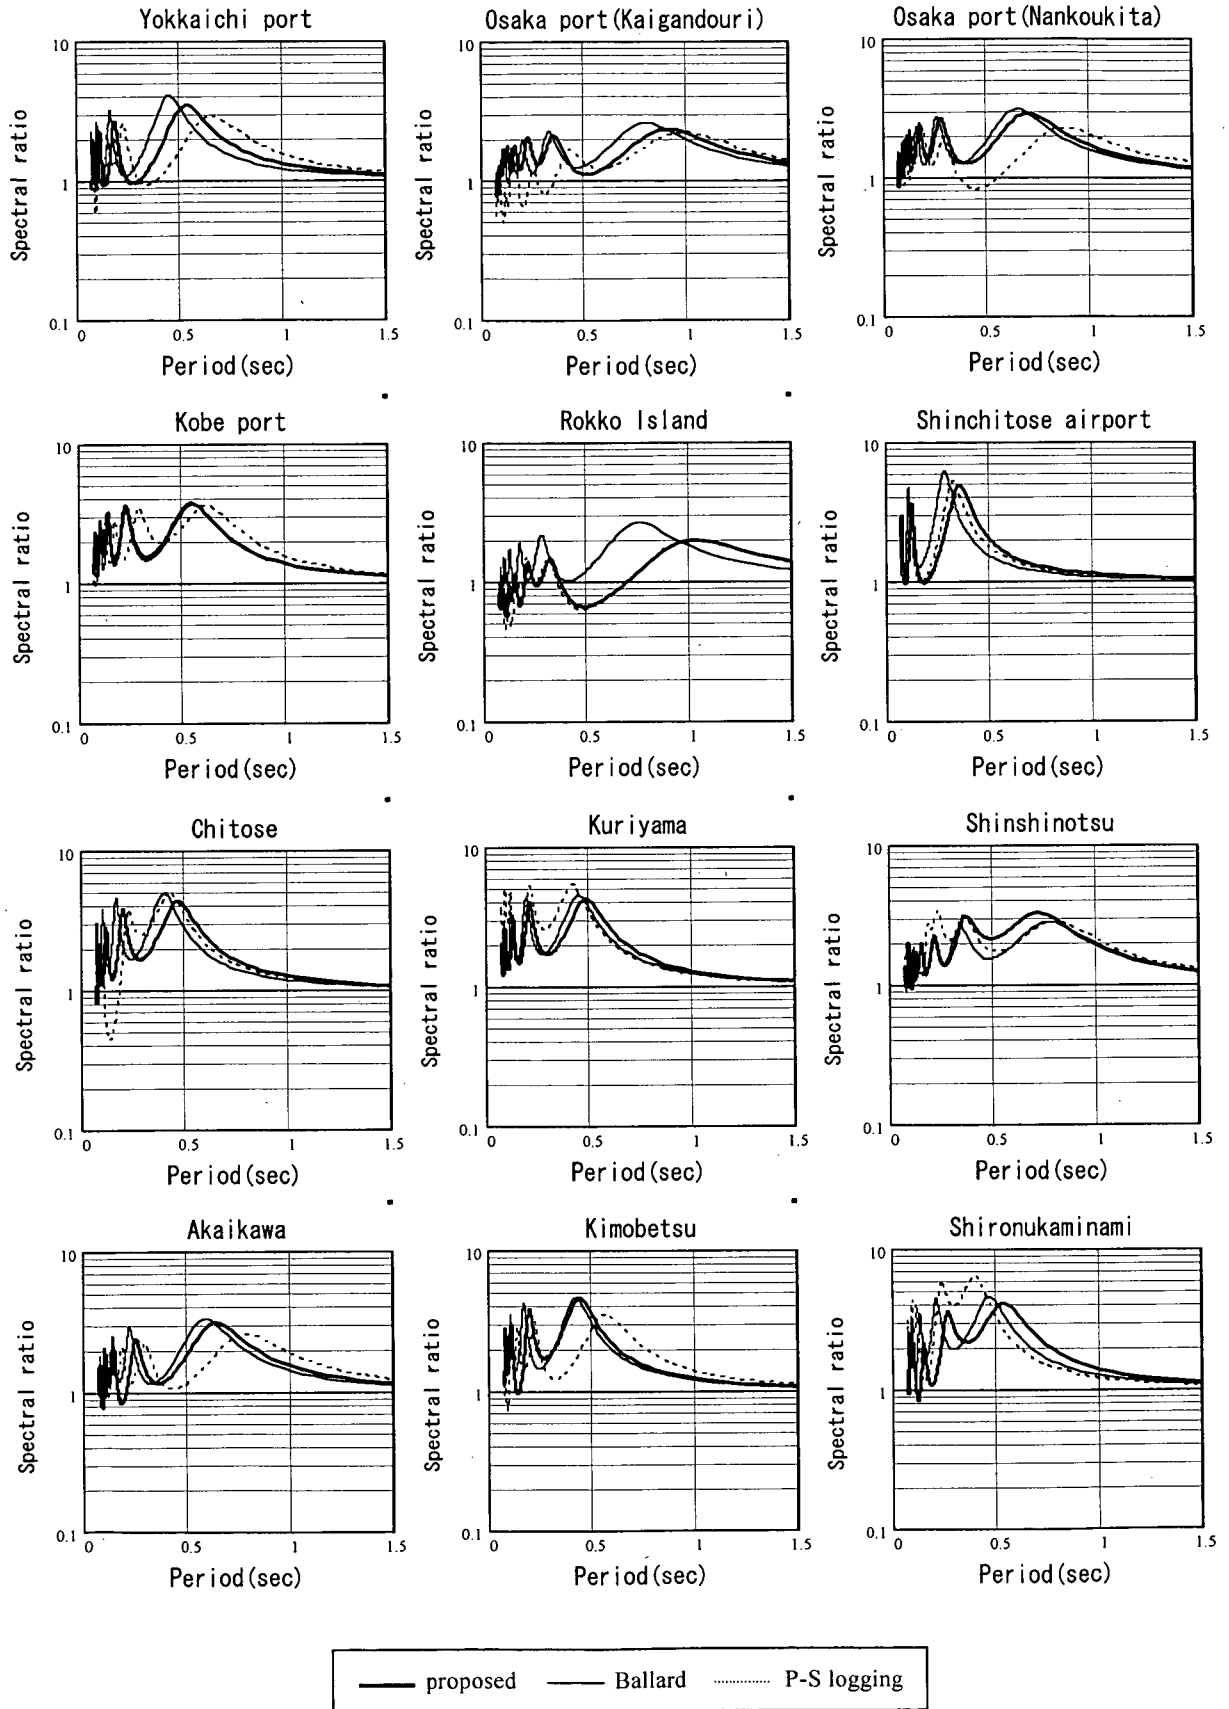 Yokkaichi port
10
1
0.1
0 0.5 1 1.5
Spectral ratio
Period(sec)
Osaka port(Kaigandouri)
10
1
0.1
0 0.5 1 1.5
Spectral ratio
Period(sec)
Osaka port(Nankoukita)
10
1
0.1
0 0.5 1 1.5
Spectral ratio
Period(sec)
Kobe port
10
1
0.1
0 0.5 1 1.5
Spectral ratio
Period(sec)
Rokko Island
10
1
0.1
0 0.5 1 1.5
Spectral ratio
Period(sec)
Shinchitose airport
10
1
0.1
0 0.5 1 1.5
Spectral ratio
Period(sec)
Chitose
10
1
0.1
0 0.5 1 1.5
Spectral ratio
Period(sec)
Kuriyama
10
1
0.1
0 0.5 1 1.5
Spectral ratio
Period(sec)
Shinshinotsu
10
1
0.1
0 0.5 1 1.5
Spectral ratio
Period(sec)
Akaikawa
10
1
0.1
0 0.5 1 1.5
Spectral ratio
Period(sec)
Kimobetsu
10
1
0.1
0 0.5 1 1.5
Spectral ratio
Period(sec)
Shironukaminami
10
1
0.1
0 0.5 1 1.5
Spectral ratio
Period(sec)
proposed Ballard P-S logging